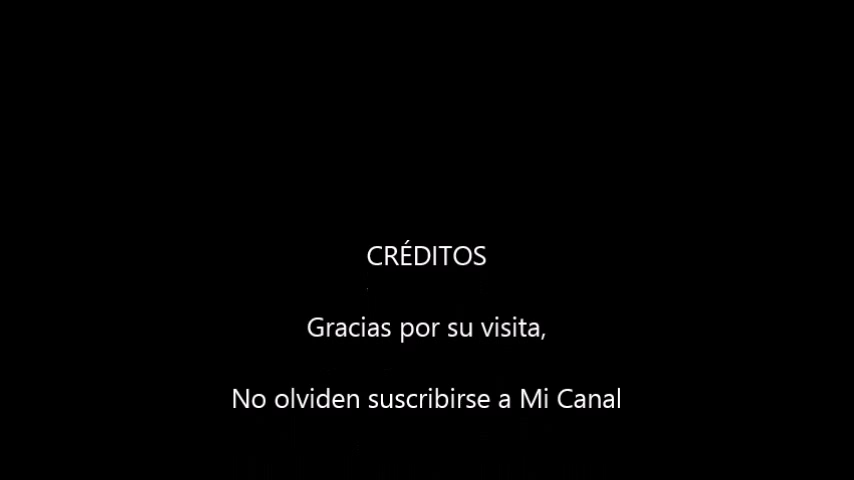 CRÉDITOS
Gracias por su visita,
No olviden suscribirse a Mi Canal